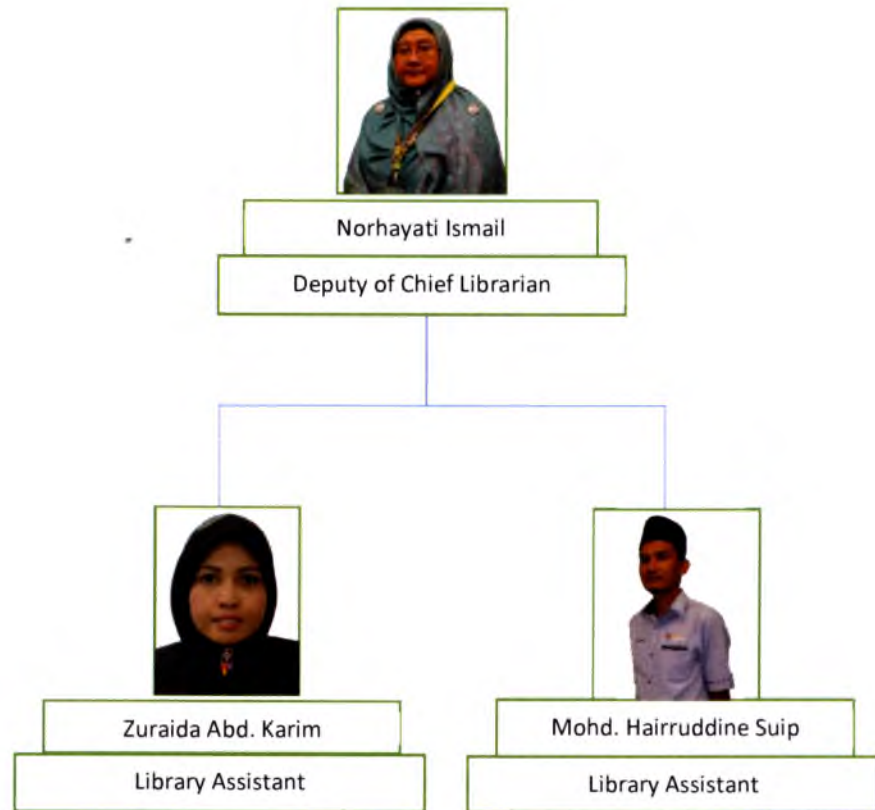 Norhayati Ismail
Deputy of Chief Librarian
Zuraida Abd. Karim
Library Assistant
Mohd. Hairruddine Suip
Library Assistant